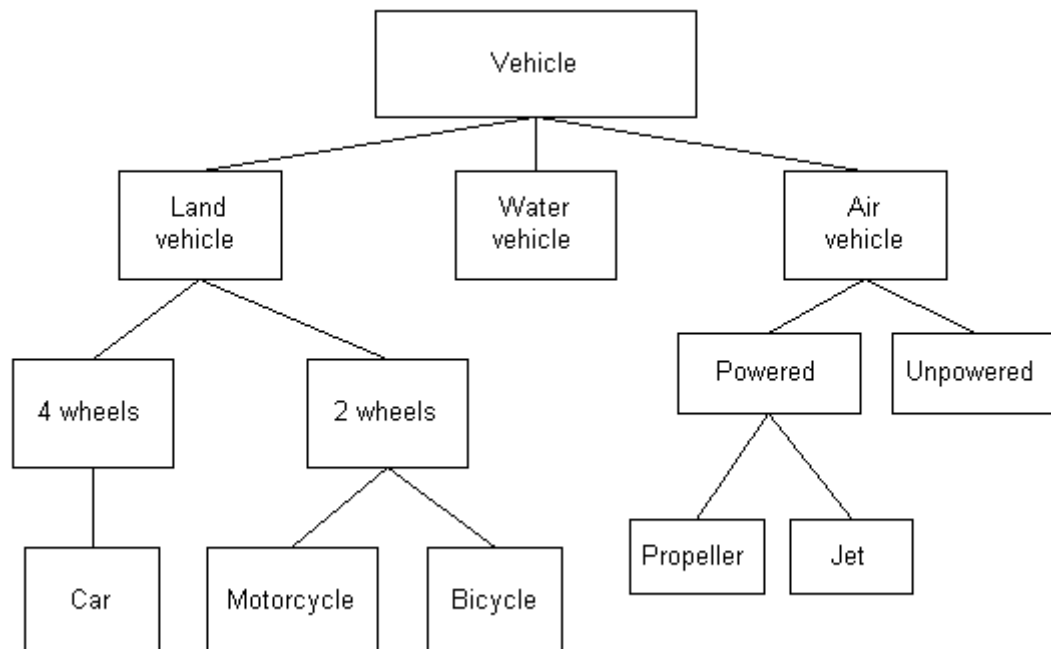 Vehicle
Land
vehicle
Water
vehicle
Air
vehicle
4 wheels
2 wheels
Powered
Unpowered
Car
Motorcycle
Bicycle
Propeller
Jet